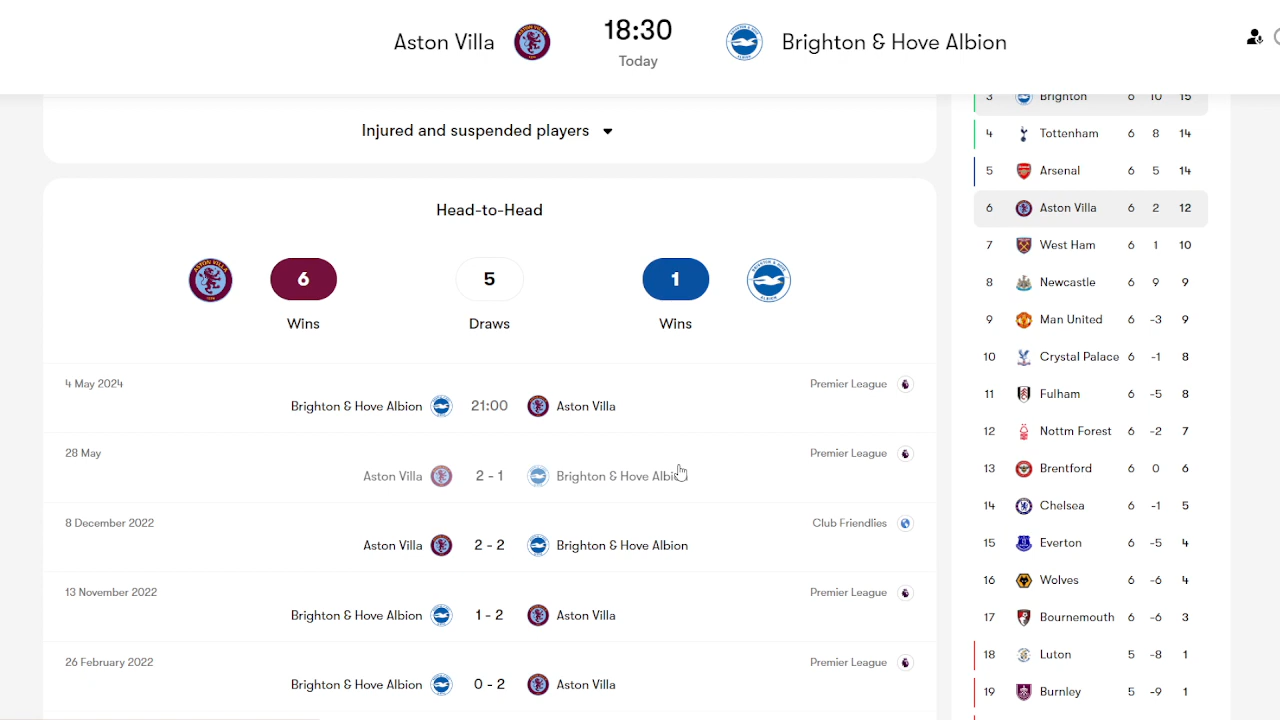 Aston Villa 18:30 Brighton & Hove Albion
Today
Injured and suspended players
Head-to-Head
6 5 1
Wins Draws Wins
4 May 2024 Premier League
Brighton & Hove Albion 21:00 Aston Villa
28 May Premier League
Aston Villa 2 - 1 Brighton & Hove Albion
8 December 2022 Club Friendlies
Aston Villa 2 - 2 Brighton & Hove Albion
13 November 2022 Premier League
Brighton & Hove Albion 1 - 2 Aston Villa
26 February 2022 Premier League
Brighton & Hove Albion 0 - 2 Aston Villa
3 Brighton 6 10 15
4 Tottenham 6 8 14
5 Arsenal 6 5 14
6 Aston Villa 6 2 12
7 West Ham 6 1 10
8 Newcastle 6 9 9
9 Man United 6 -3 9
10 Crystal Palace 6 -1 8
11 Fulham 6 -5 8
12 Nottm Forest 6 -2 7
13 Brentford 6 0 6
14 Chelsea 6 -1 5
15 Everton 6 -5 4
16 Wolves 6 -6 4
17 Bournemouth 6 -6 3
18 Luton 5 -8 1
19 Burnley 5 -9 1